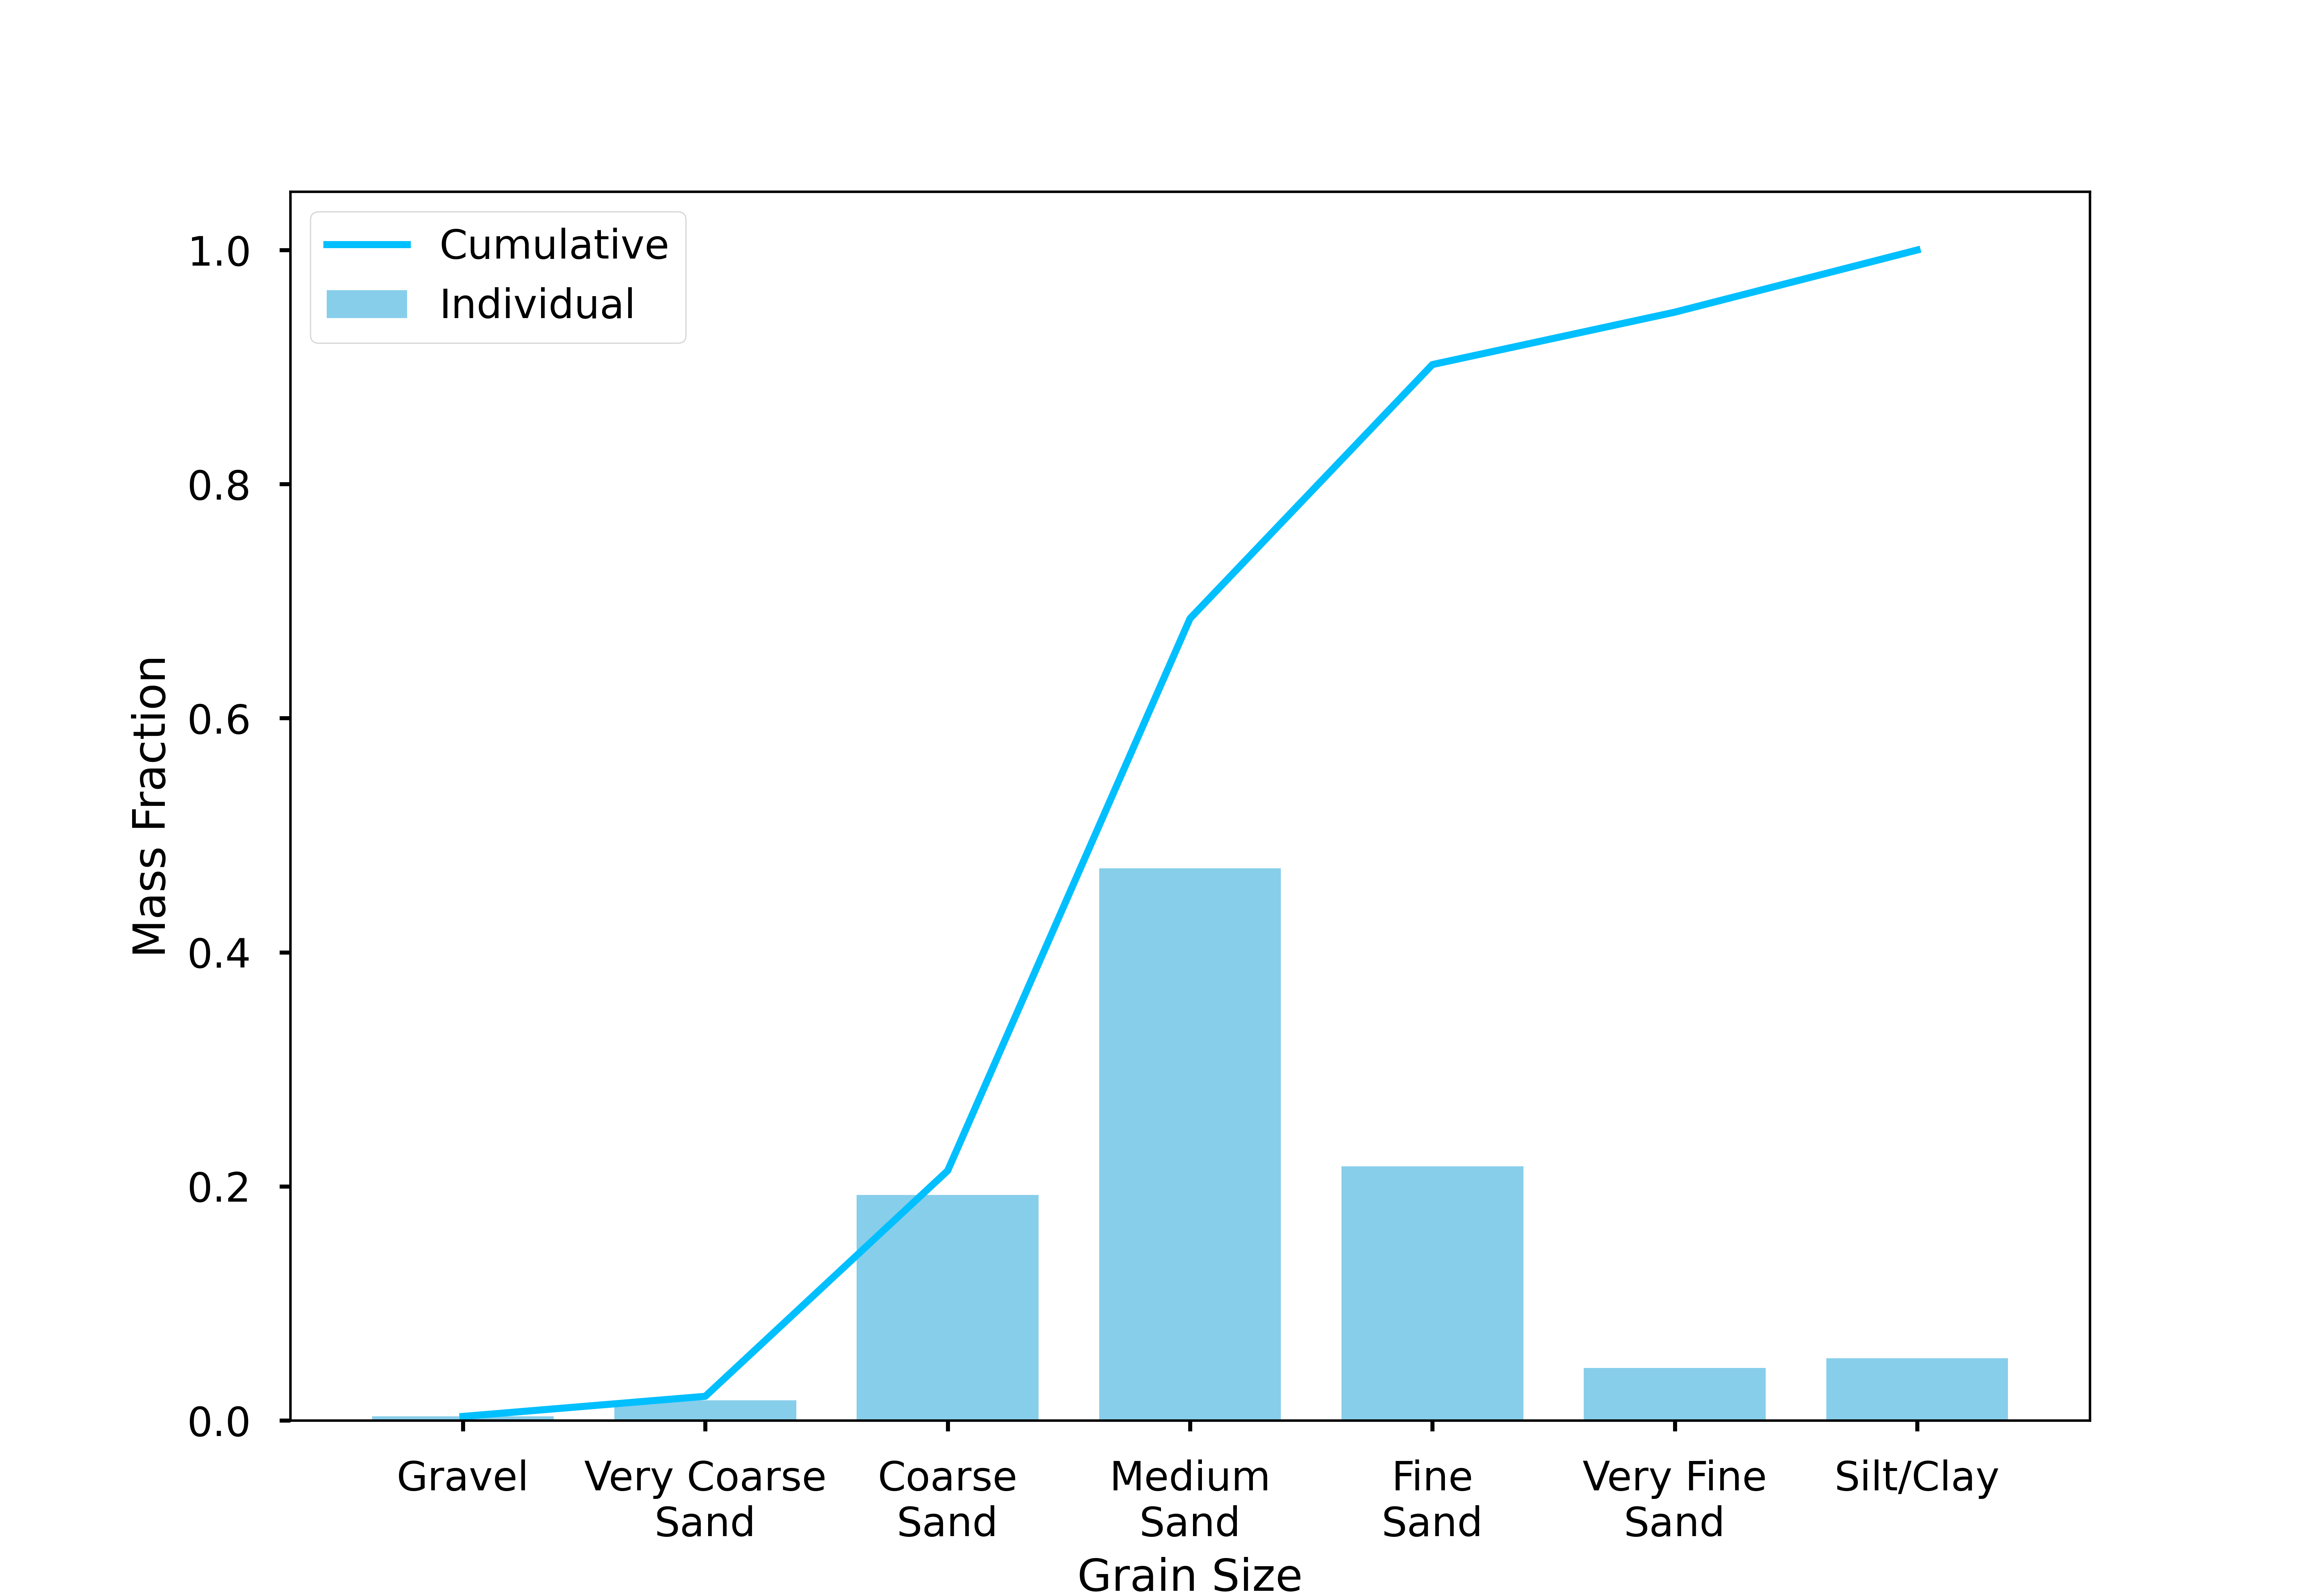 Cumulative
Individual
1.0
0.8
0.6
0.4
0.2
0.0
Mass Fraction
Gravel
Very Coarse
Sand
Coarse
Sand
Medium
Sand
Fine
Sand
Very Fine
Sand
Silt/Clay
Grain Size